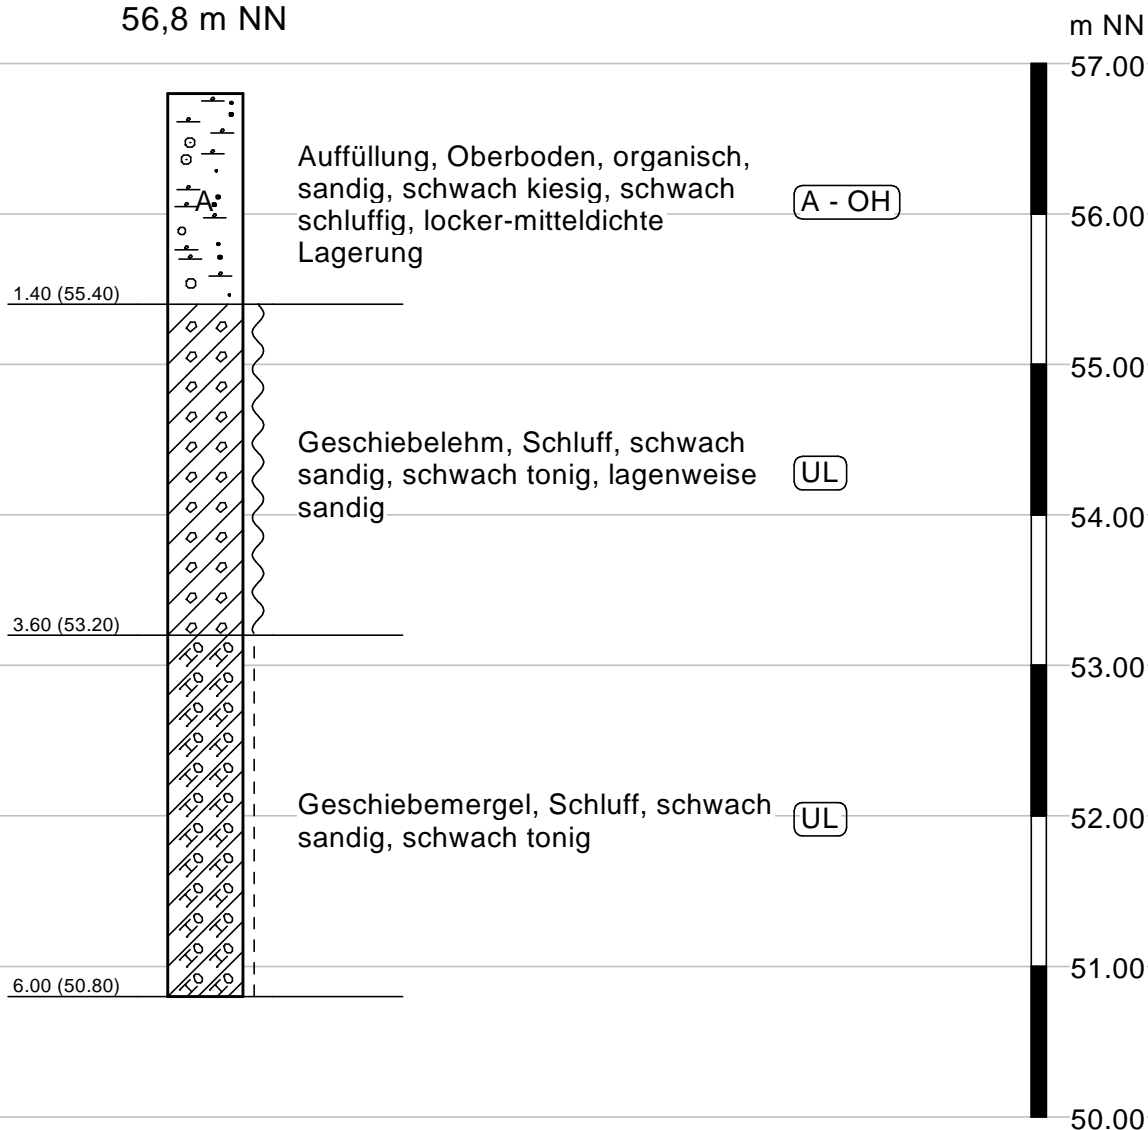 56,8 m NN
m NN
57.00
Auffüllung, Oberboden, organisch,
sandig, schwach kiesig, schwach
schluffig, locker-mitteldichte
Lagerung
A
A - OH
56.00
1.40 (55.40)
55.00
Geschiebelehm, Schluff, schwach
sandig, schwach tonig, lagenweise
sandig
UL
54.00
3.60 (53.20)
53.00
Geschiebemergel, Schluff, schwach
sandig, schwach tonig
UL
52.00
51.00
6.00 (50.80)
50.00